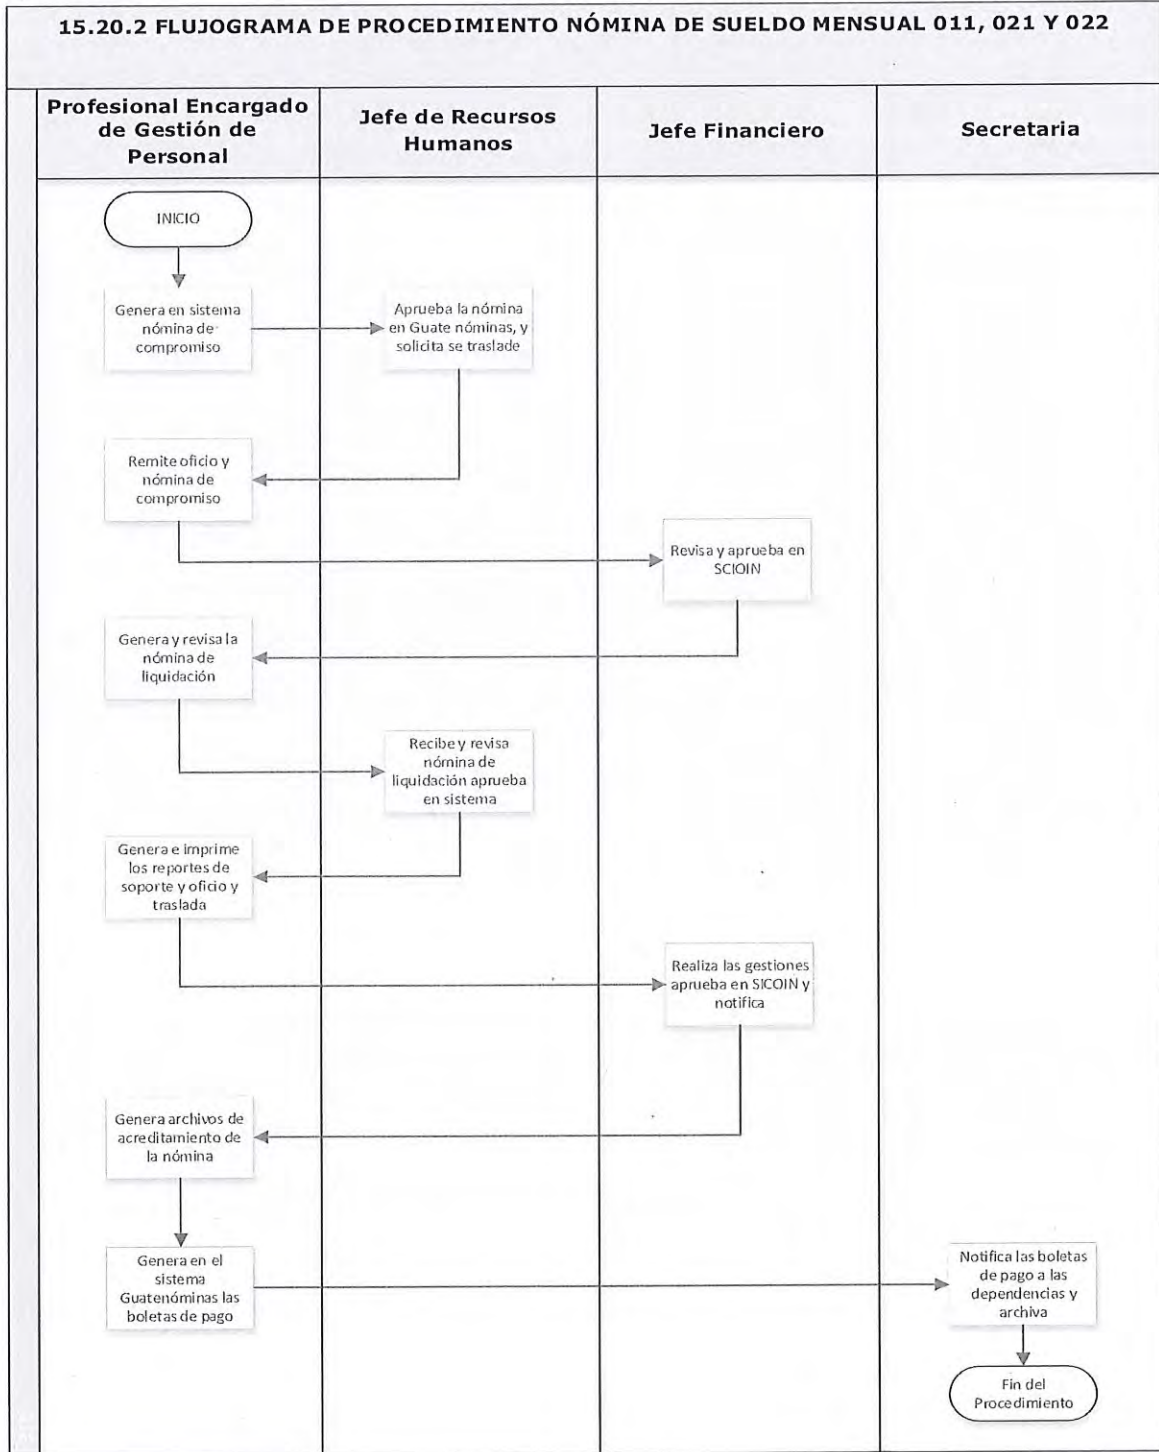 15.20.2 FLUJOGRAMA DE PROCEDIMIENTO NÓMINA DE SUELDO MENSUAL 011, 021 Y 022
Profesional Encargado
de Gestión de
Personal
Jefe de Recursos
Humanos
Jefe Financiero
Secretaria
INICIO
Genera en sistema
nómina de
compromiso
Aprueba la nómina
en Guate nóminas, y
solicita se traslade
Remite oficio y
nómina de
compromiso
Revisa y aprueba en
SCIOIN
Genera y revisa la
nómina de
liquidación
Recibe y revisa
nómina de
liquidación aprueba
en sistema
Genera e imprime
los reportes de
soporte y oficio y
traslada
Realiza las gestiones
aprueba en SICOIN y
notifica
Genera archivos de
acreditamiento de
la nómina
Genera en el
sistema
Guatenóminas las
boletas de pago
Notifica las boletas
de pago a las
dependencias y
archiva
Fin del
Procedimiento